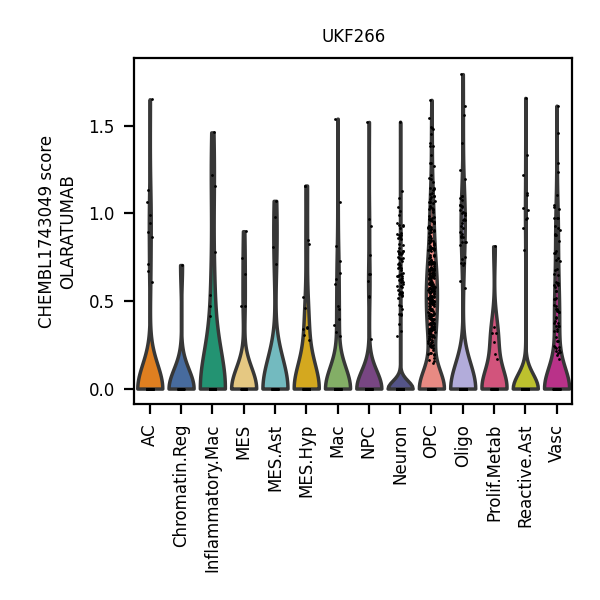 UKF266
CHEMBL1743049 score
OLARATUMAB
1.5
1.0
0.5
0.0
AC
Chromatin.Reg
Inflammatory.Mac
MES
MES.Ast
MES.Hyp
Mac
NPC
Neuron
OPC
Oligo
Prolif.Metab
Reactive.Ast
Vasc